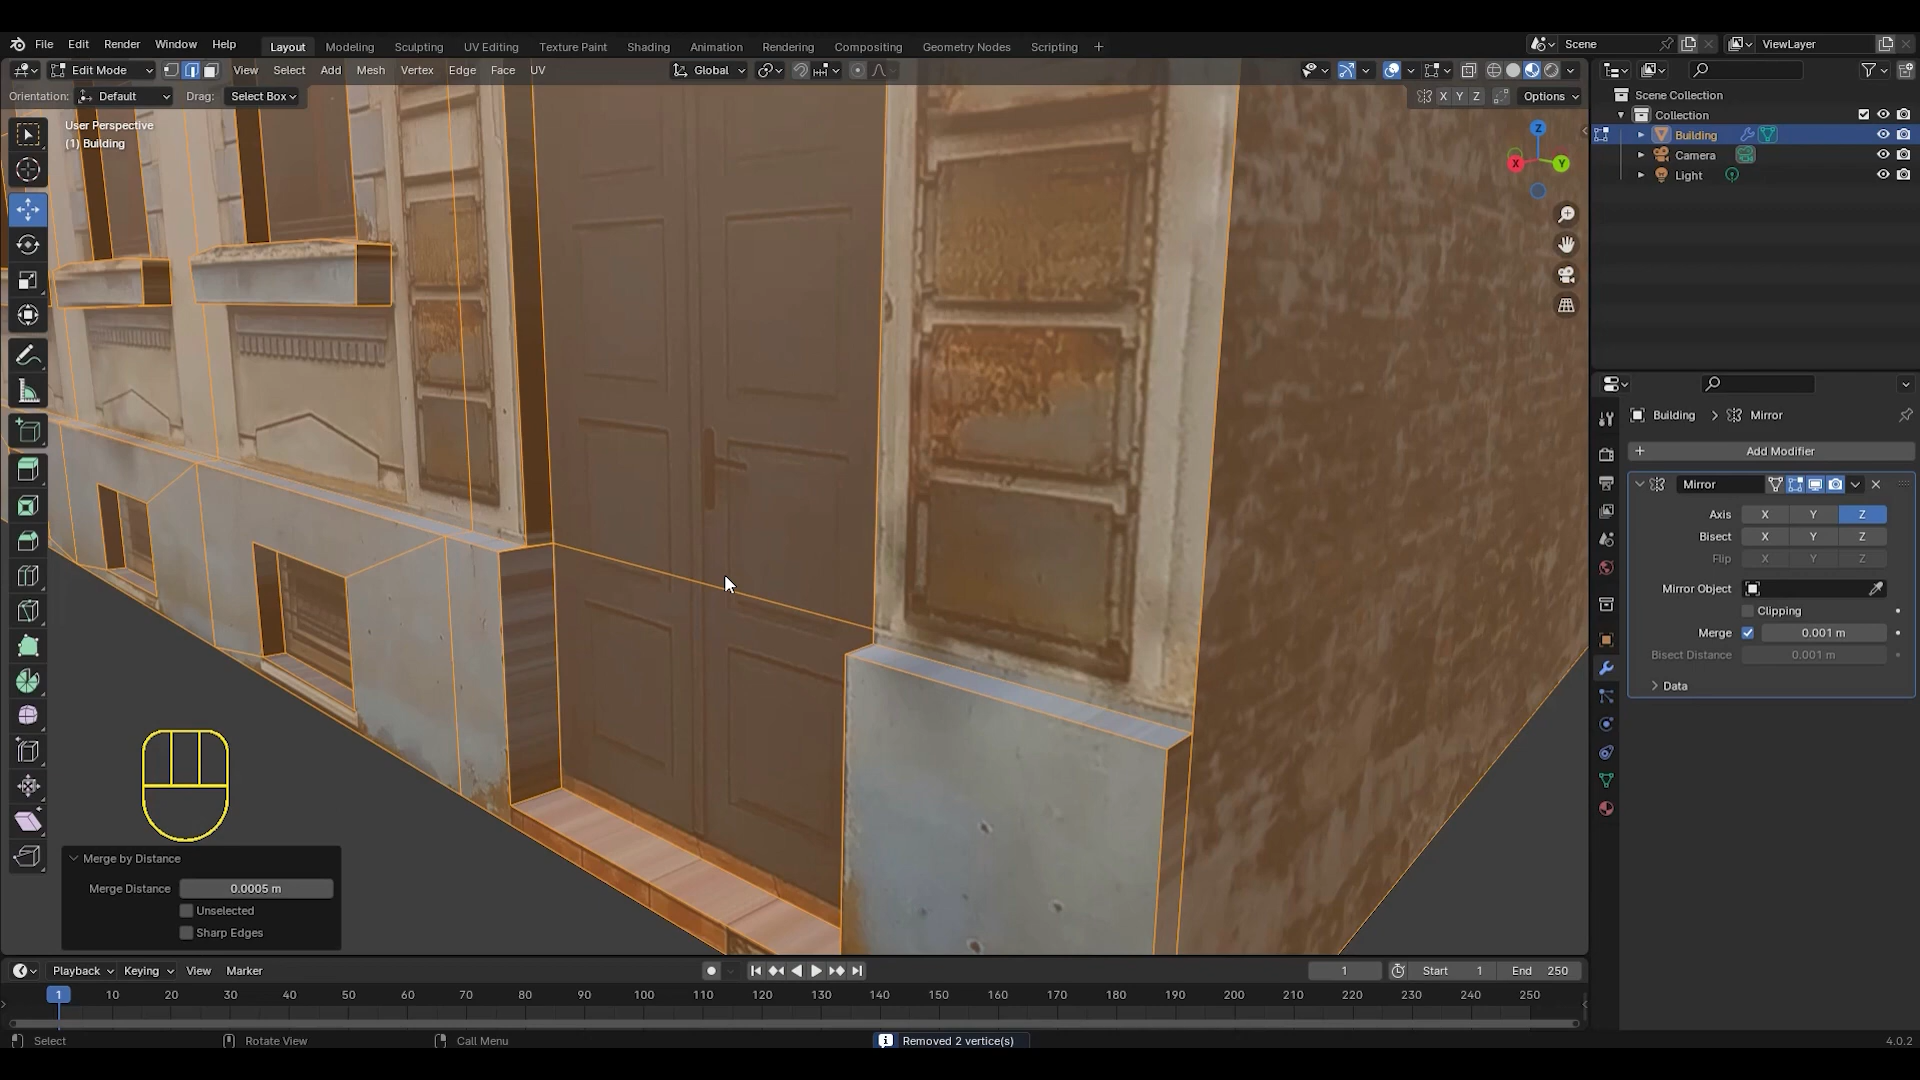 File Edit Render Window Help Layout Modeling Sculpting UV Editing Texture Paint Shading Animation Rendering Compositing Geometry Nodes Scripting + Scene ViewLayer
Edit Mode View Select Add Mesh Vertex Edge Face UV Global
Orientation: Default Drag: Select Box X Y Z Options
User Perspective
(1) Building
Z
X Y
Scene Collection
Collection
Building
Camera
Light
Building > Mirror
+ Add Modifier
Mirror
Axis X Y Z
Bisect X Y Z
Flip X Y Z
Mirror Object
Clipping
Merge 0.001 m
Bisect Distance 0.001 m
Data
Merge by Distance
Merge Distance 0.0005 m
Unselected
Sharp Edges
Playback Keying View Marker 1 Start 1 End 250
1 10 20 30 40 50 60 70 80 90 100 110 120 130 140 150 160 170 180 190 200 210 220 230 240 250
Select Rotate View Call Menu Removed 2 vertice(s) 4.0.2